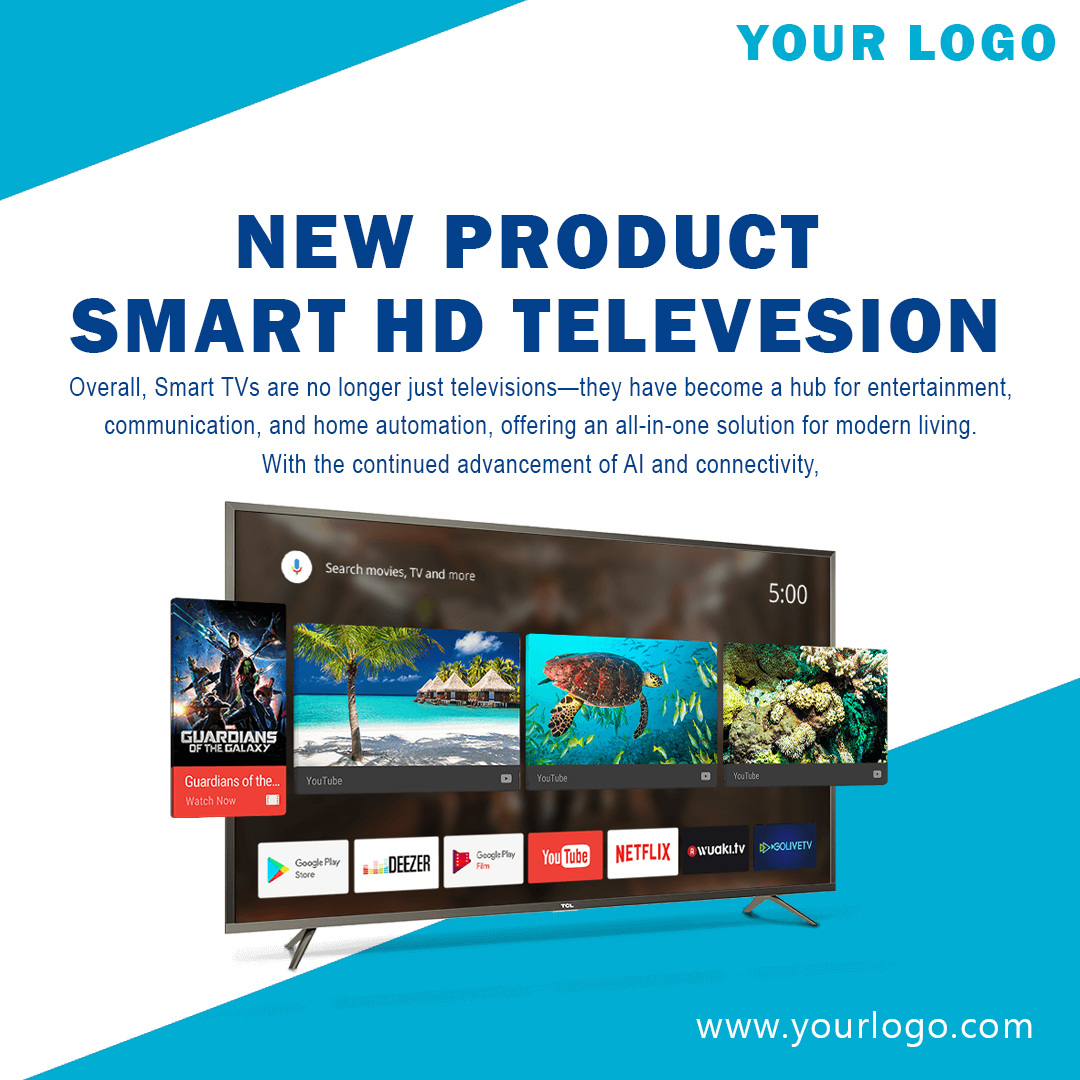 YOUR LOGO
NEW PRODUCT
SMART HD TELEVESION
Overall, Smart TVs are no longer just televisions—they have become a hub for entertainment,
communication, and home automation, offering an all-in-one solution for modern living.
With the continued advancement of AI and connectivity,
Search movies, TV and more
5:00
GUARDIANS
OF THE GALAXY
Guardians of the...
Watch Now
YouTube
YouTube
YouTube
Google Play
Store
DEEZER
Google Play
Film
YouTube
NETFLIX
wuaki.tv
GOLIVETV
TCL
www.yourlogo.com